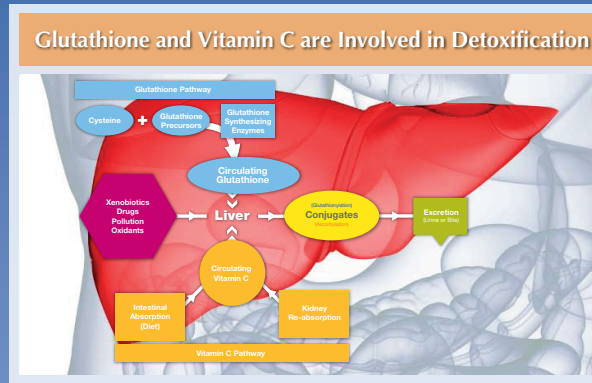 Glutathione and Vitamin C are Involved in Detoxification
Glutathione Pathway
Cysteine
+
Glutathione
Precursors
Glutathione
Synthesizing
Enzymes
Circulating
Glutathione
Xenobiotics
Drugs
Pollution
Oxidants
Liver
(Glutathionylation)
Conjugates
Excretion
(Urine or Bile)
Circulating
Vitamin C
Intestinal
Absorption
(Diet)
Kidney
Re-absorption
Vitamin C Pathway